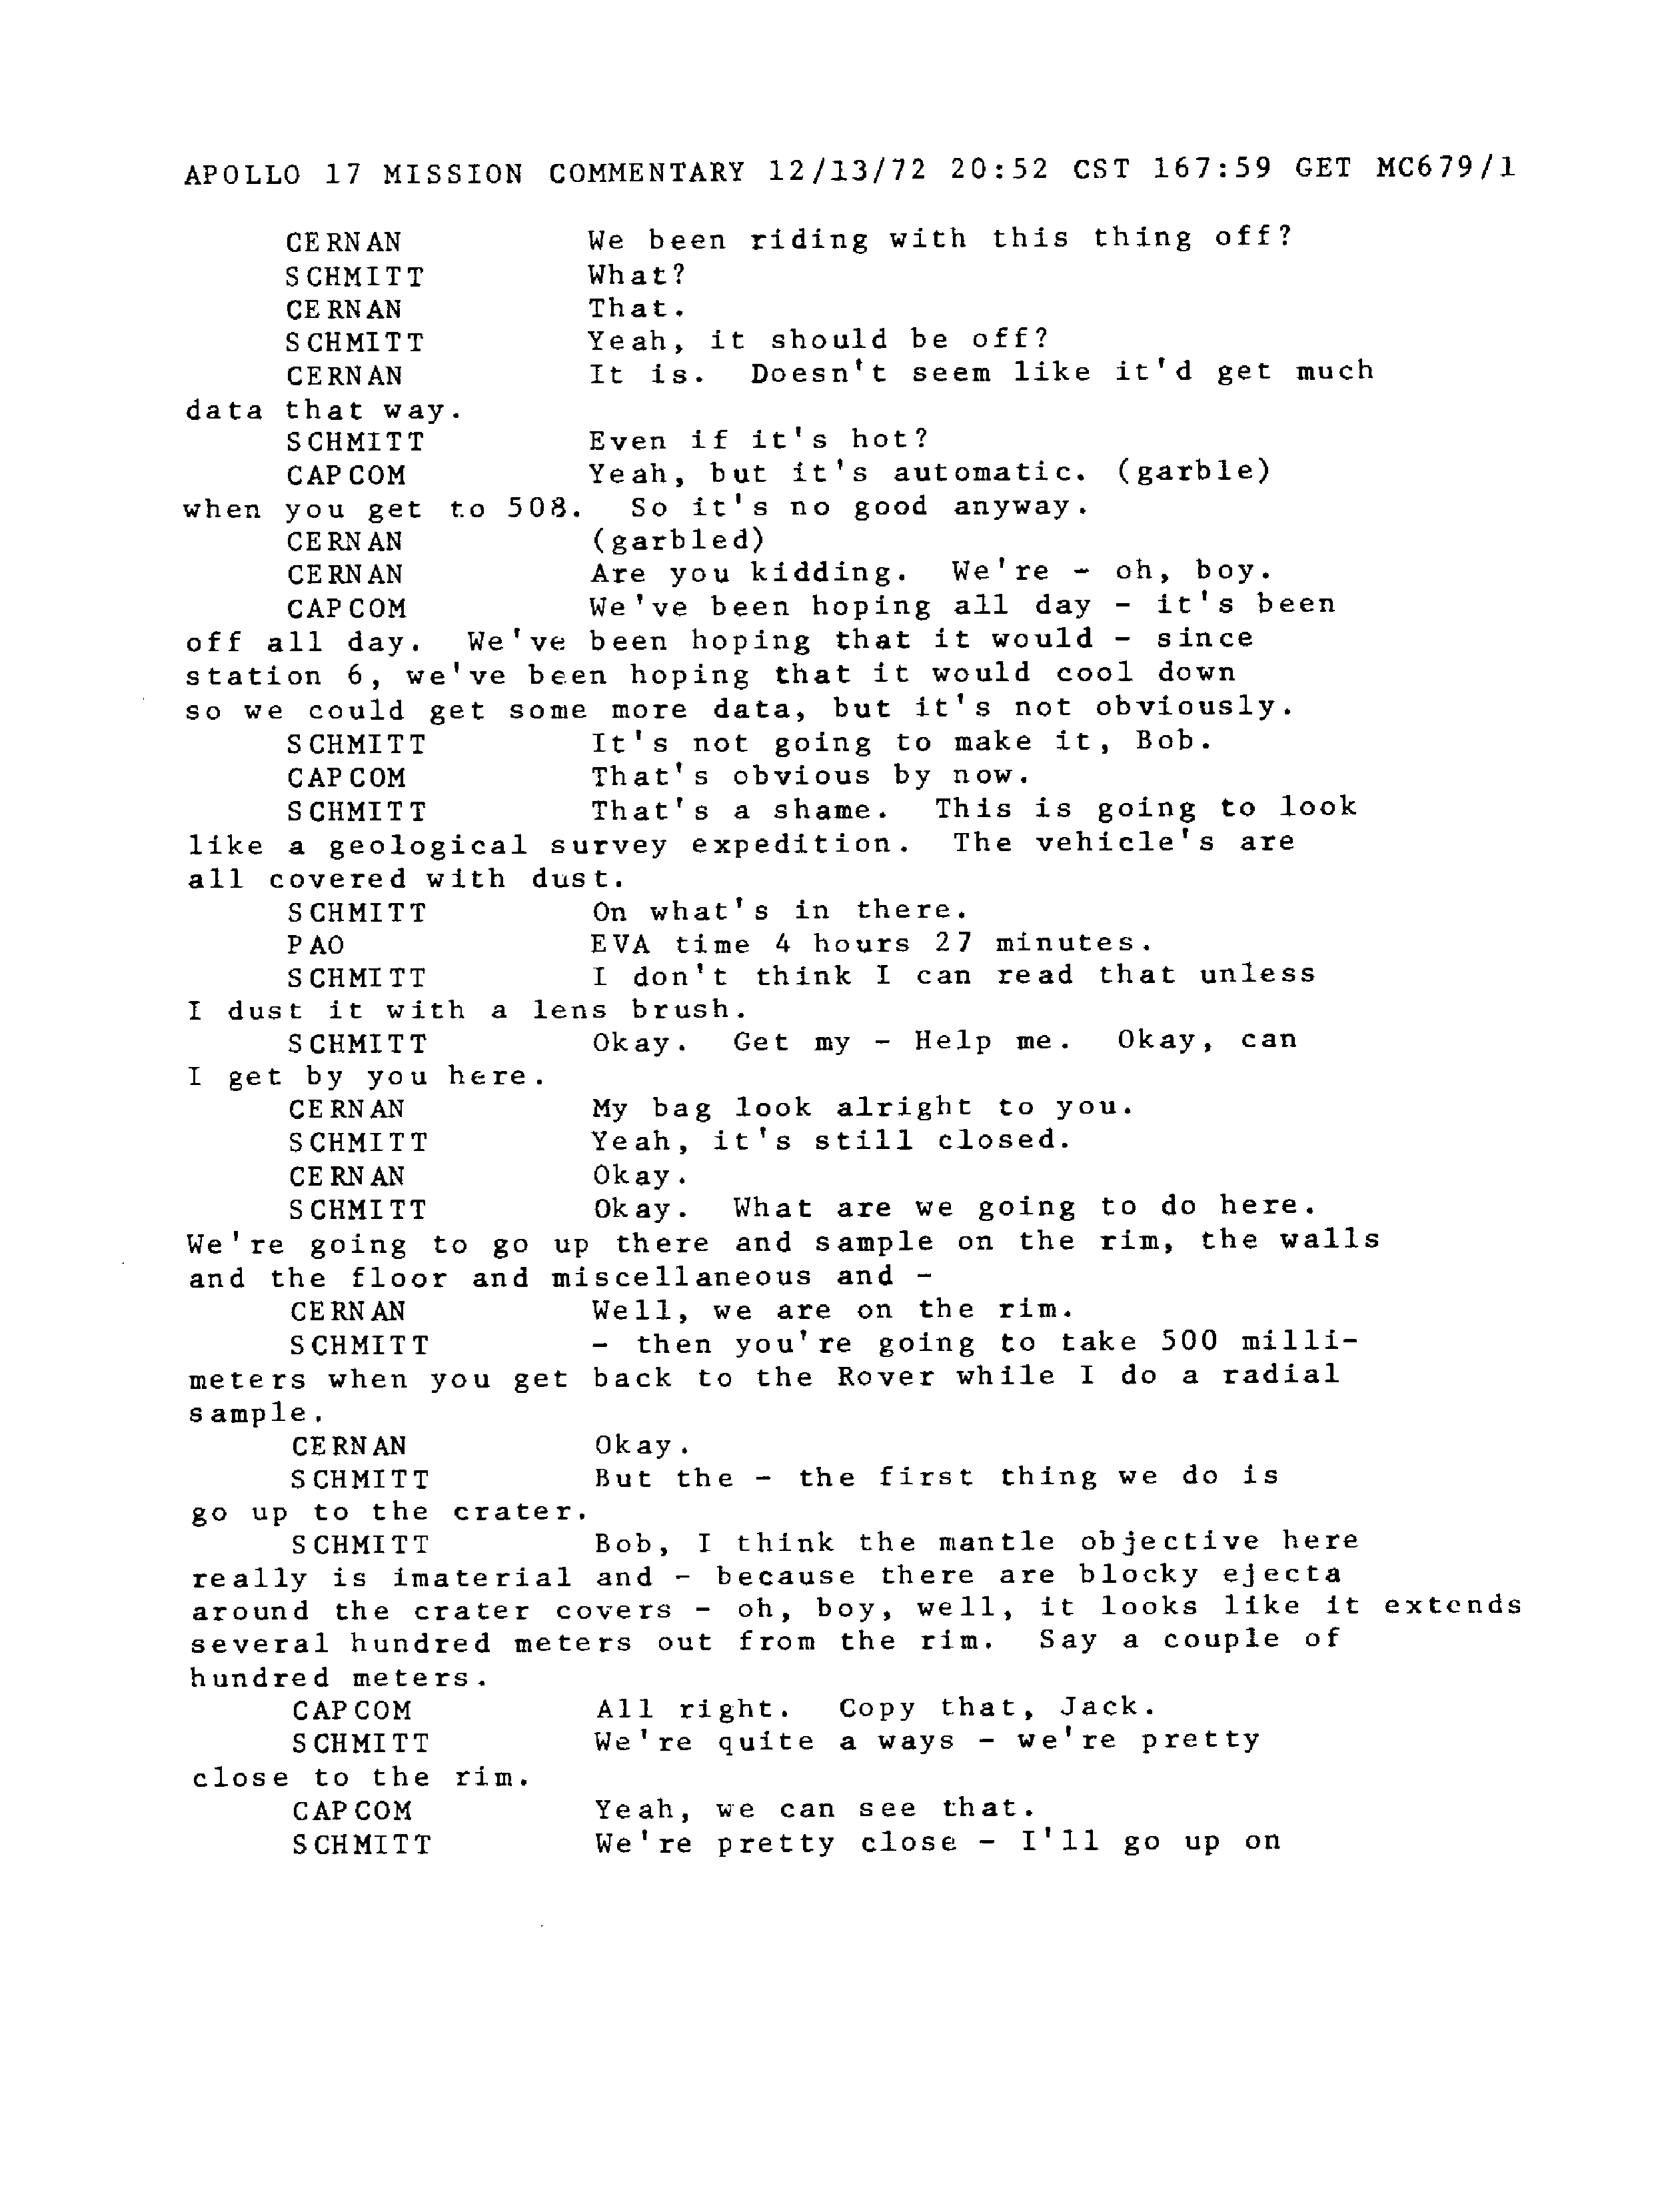 APOLLO 17 MISSION COMMENTARY 12/13/72 20:52 CST 167:59 GET MC679/1
CERNAN We been riding with this thing off?
SCHMITT What?
CERNAN That.
SCHMITT Yeah, it should be off?
CERNAN It is. Doesn't seem like it'd get much
data that way.
SCHMITT Even if it's hot?
CAPCOM Yeah, but it's automatic. (garble)
when you get to 508. So it's no good anyway.
CERNAN (garbled)
CERNAN Are you kidding. We're - oh, boy.
CAPCOM We've been hoping all day - it's been
off all day. We've been hoping that it would - since
station 6, we've been hoping that it would cool down
so we could get some more data, but it's not obviously.
SCHMITT It's not going to make it, Bob.
CAPCOM That's obvious by now.
SCHMITT That's a shame. This is going to look
like a geological survey expedition. The vehicle's are
all covered with dust.
SCHMITT On what's in there.
PAO EVA time 4 hours 27 minutes.
SCHMITT I don't think I can read that unless
I dust it with a lens brush.
SCHMITT Okay. Get my - Help me. Okay, can
I get by you here.
CERNAN My bag look alright to you.
SCHMITT Yeah, it's still closed.
CERNAN Okay.
SCHMITT Okay. What are we going to do here.
We're going to go up there and sample on the rim, the walls
and the floor and miscellaneous and -
CERNAN Well, we are on the rim.
SCHMITT - then you're going to take 500 milli-
meters when you get back to the Rover while I do a radial
sample.
CERNAN Okay.
SCHMITT But the - the first thing we do is
go up to the crater.
SCHMITT Bob, I think the mantle objective here
really is imaterial and - because there are blocky ejecta
around the crater covers - oh, boy, well, it looks like it extends
several hundred meters out from the rim. Say a couple of
hundred meters.
CAPCOM All right. Copy that, Jack.
SCHMITT We're quite a ways - we're pretty
close to the rim.
CAPCOM Yeah, we can see that.
SCHMITT We're pretty close - I'll go up on